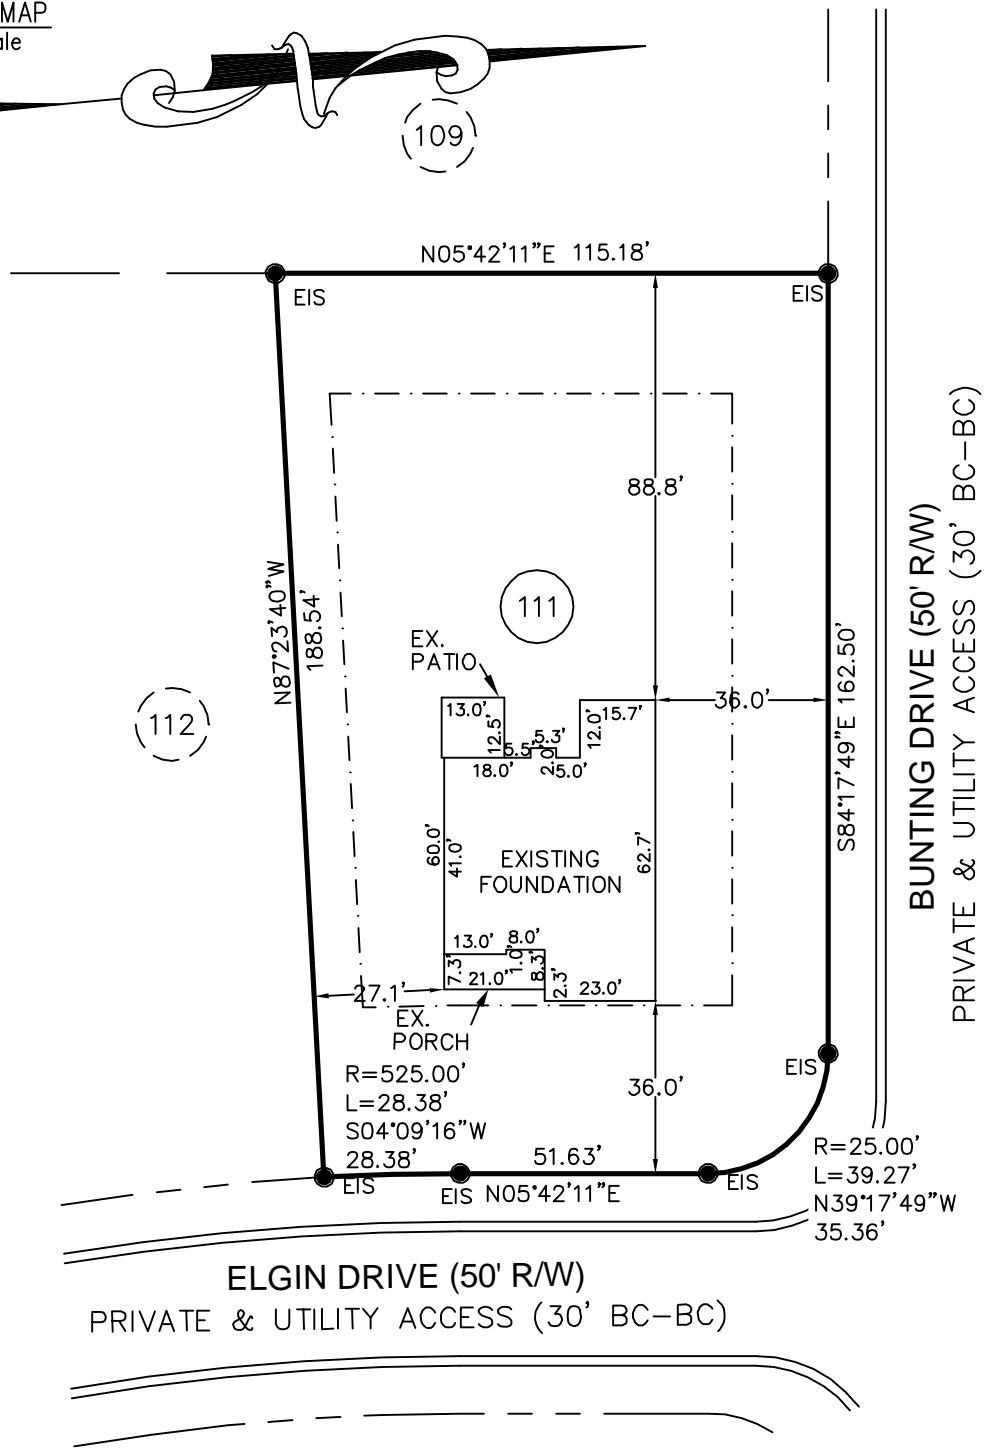 MAP
ale
109
N05°42'11"E 115.18'
EIS
EIS
88.8'
111
EX.
PATIO
N87°23'40"W
188.54'
112
13.0'
12.5'
5.5'
5.3'
2.0'
5.0'
12.0'
15.7'
36.0'
18.0'
S84°17'49"E 162.50'
BUNTING DRIVE (50' R/W)
PRIVATE & UTILITY ACCESS (30' BC-BC)
60.0'
41.0'
EXISTING
FOUNDATION
62.7'
13.0'
8.0'
7.3'
21.0'
1.0'
8.3'
2.3'
23.0'
27.1'
EX.
PORCH
EIS
R=525.00'
L=28.38'
S04°09'16"W
28.38'
36.0'
51.63'
EIS
EIS
N05°42'11"E
EIS
R=25.00'
L=39.27'
N39°17'49"W
35.36'
ELGIN DRIVE (50' R/W)
PRIVATE & UTILITY ACCESS (30' BC-BC)